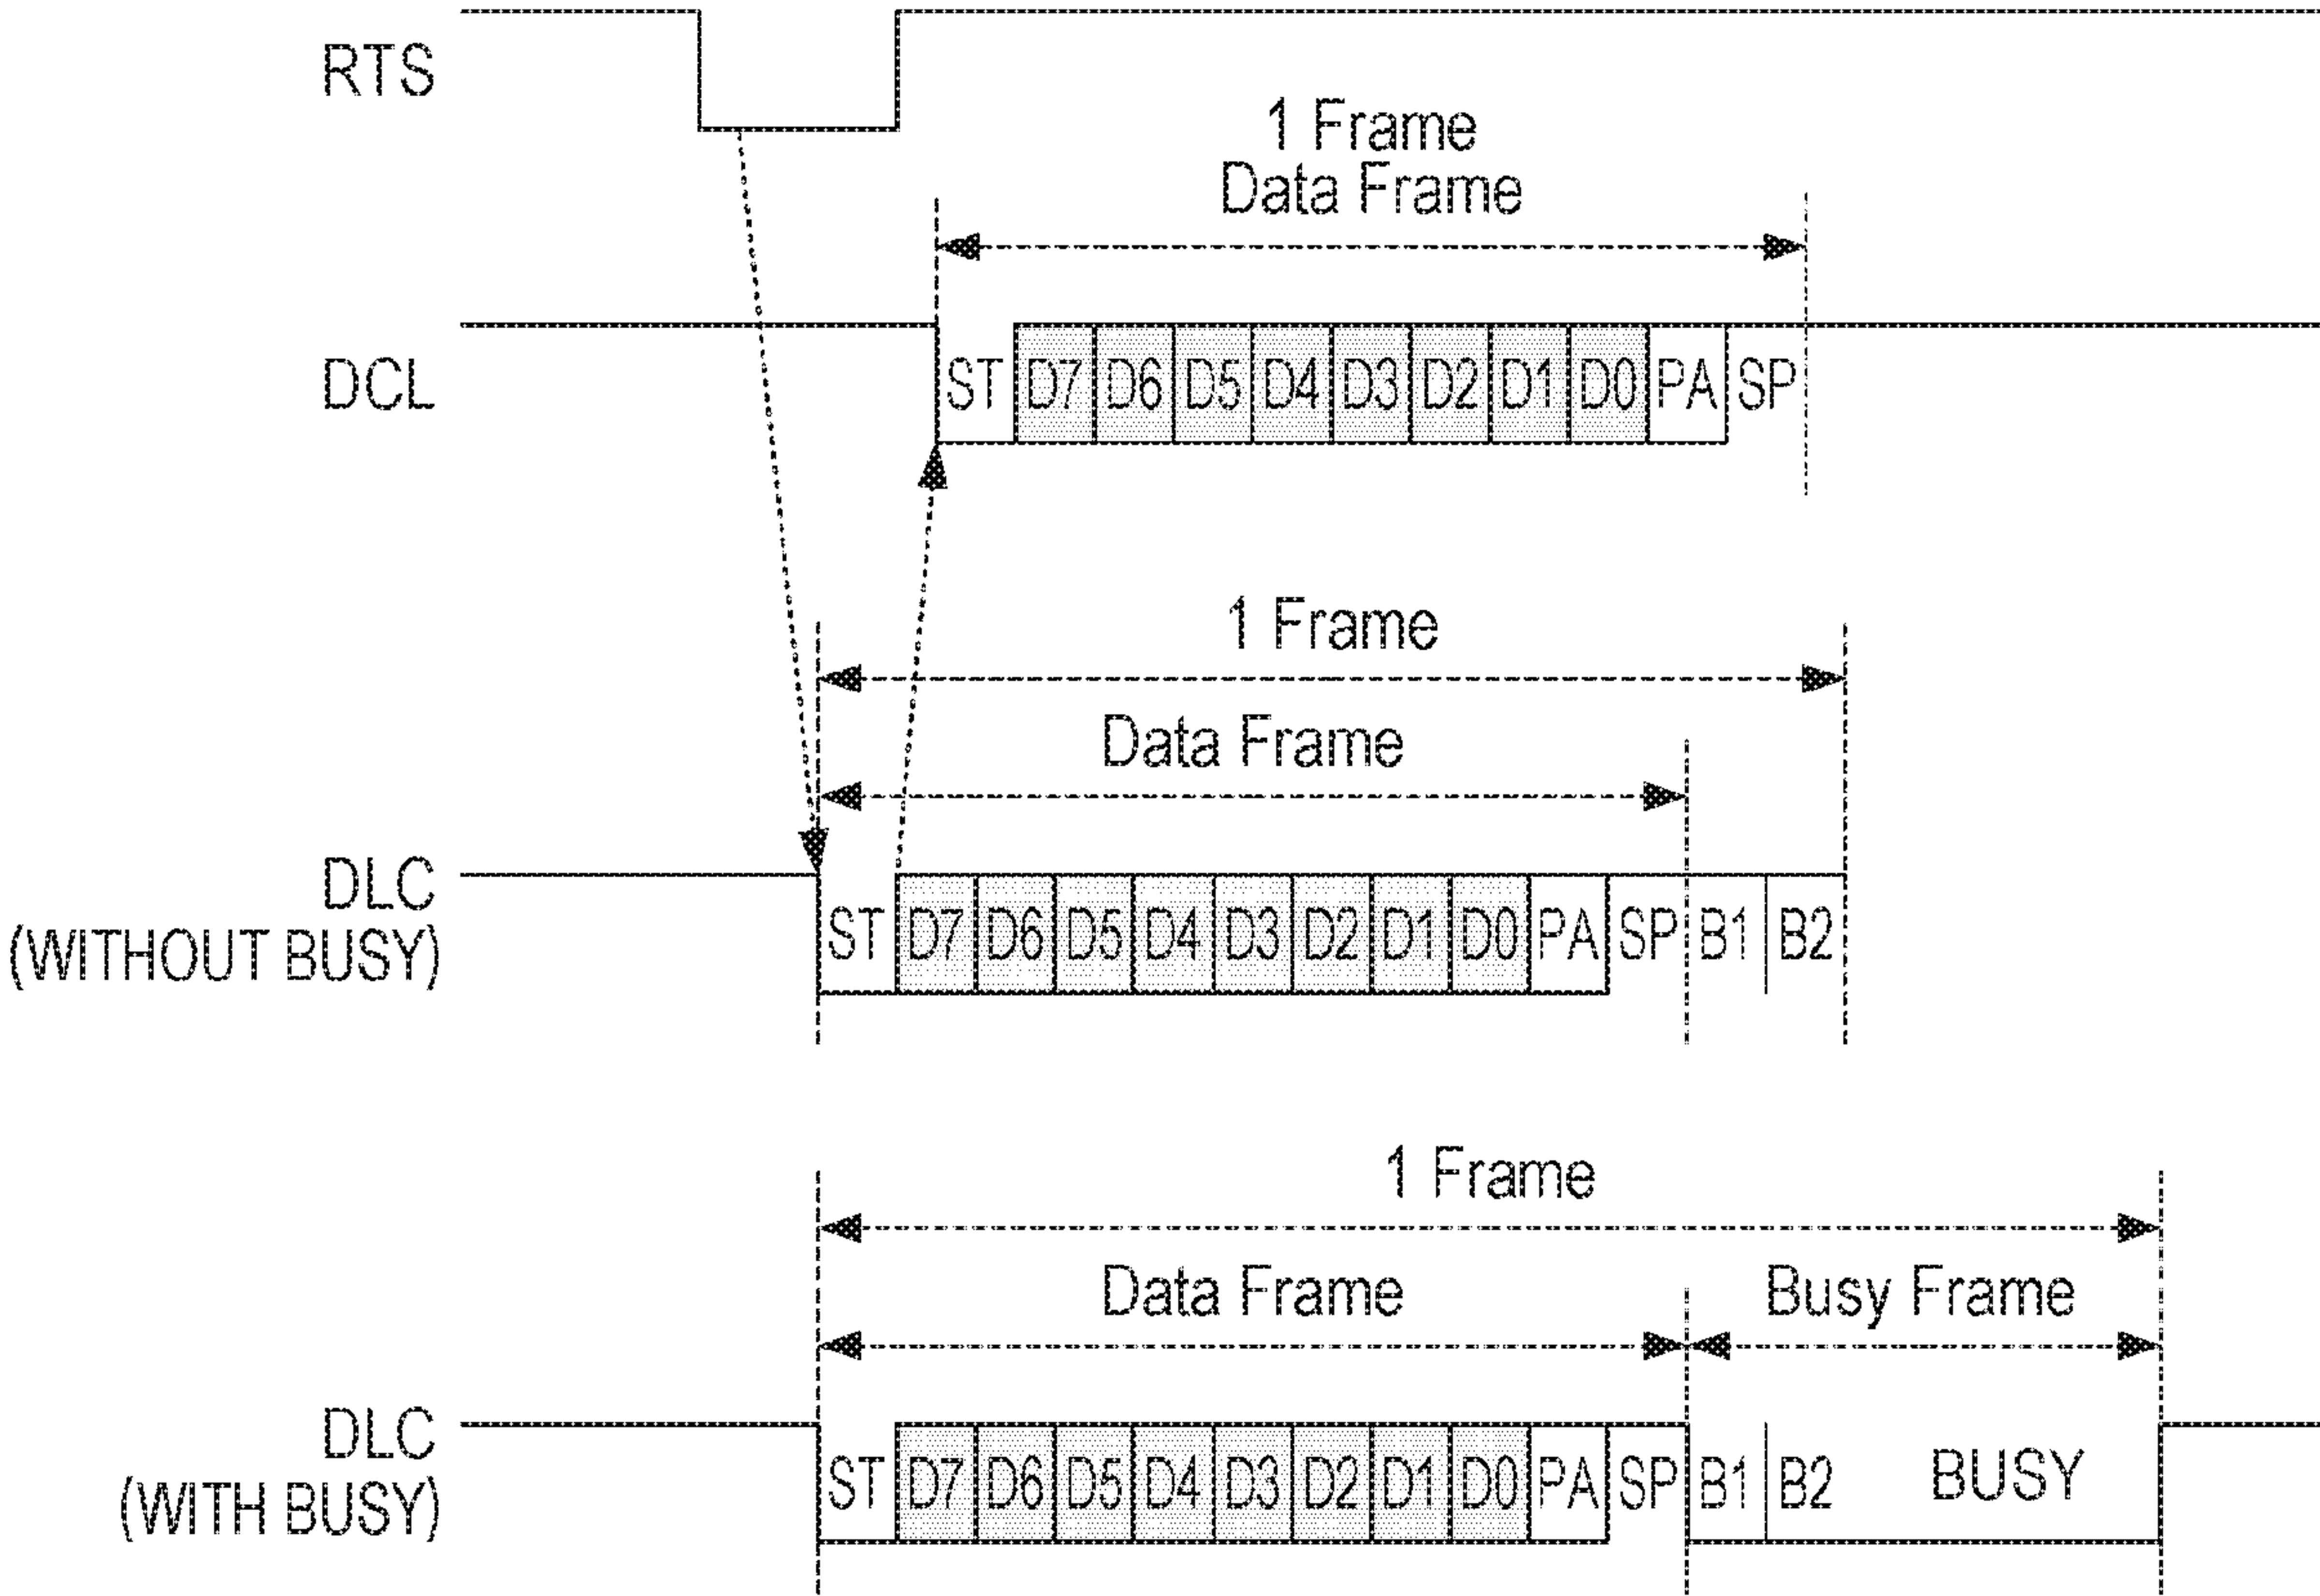 RTS
1 Frame
Data Frame
DCL
ST D7 D6 D5 D4 D3 D2 D1 D0 PA SP
1 Frame
Data Frame
DLC
(WITHOUT BUSY)
ST D7 D6 D5 D4 D3 D2 D1 D0 PA SP B1 B2
1 Frame
Data Frame Busy Frame
DLC
(WITH BUSY)
ST D7 D6 D5 D4 D3 D2 D1 D0 PA SP B1 B2 BUSY